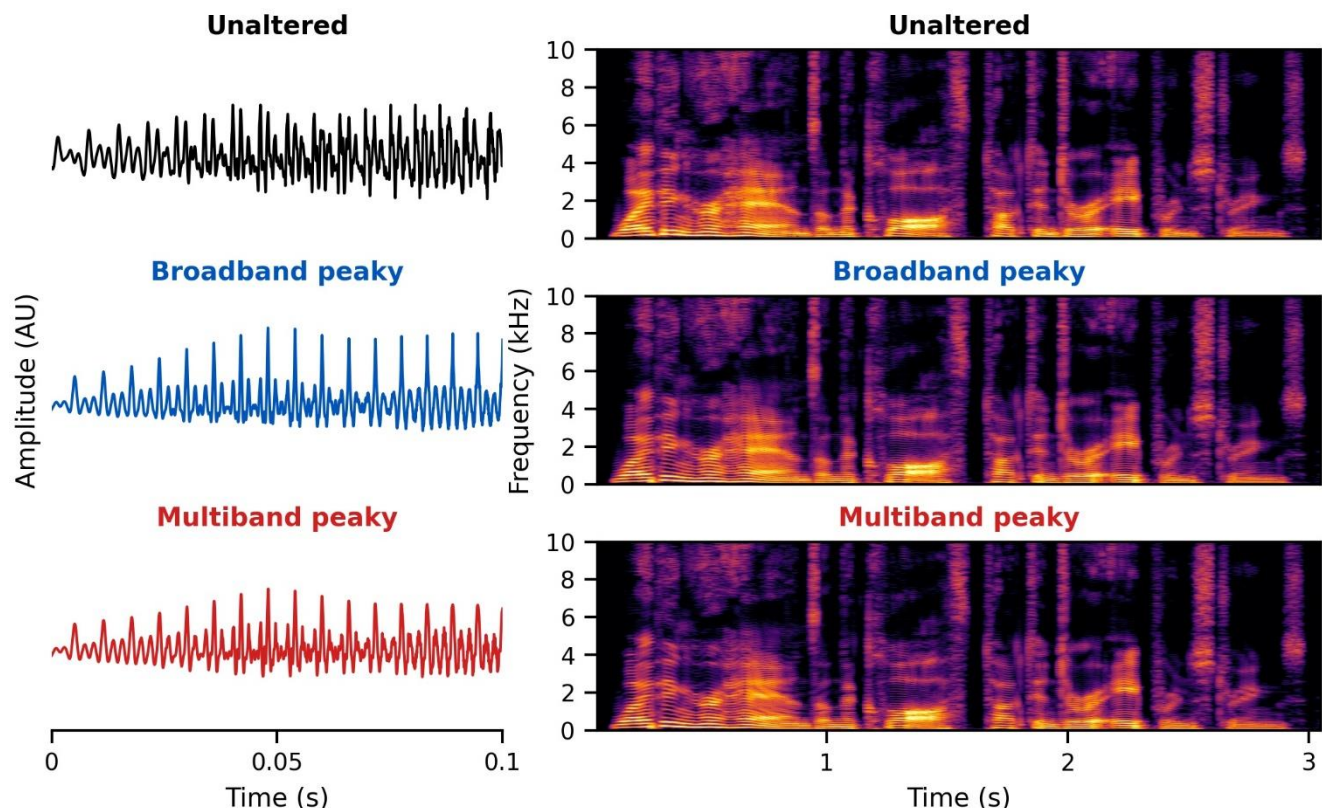 Unaltered
Broadband peaky
Multiband peaky
Amplitude (AU)
0 0.05 0.1
Time (s)
Unaltered
10
8
6
4
2
0
Broadband peaky
10
8
6
4
2
0
Multiband peaky
10
8
6
4
2
0
Frequency (kHz)
1 2 3
Time (s)